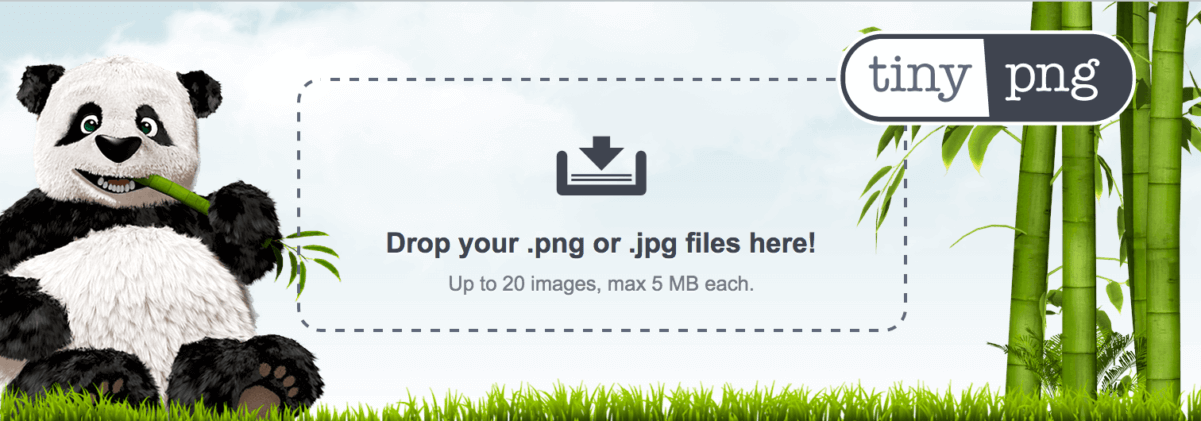 tiny png
Drop your .png or .jpg files here!
Up to 20 images, max 5 MB each.